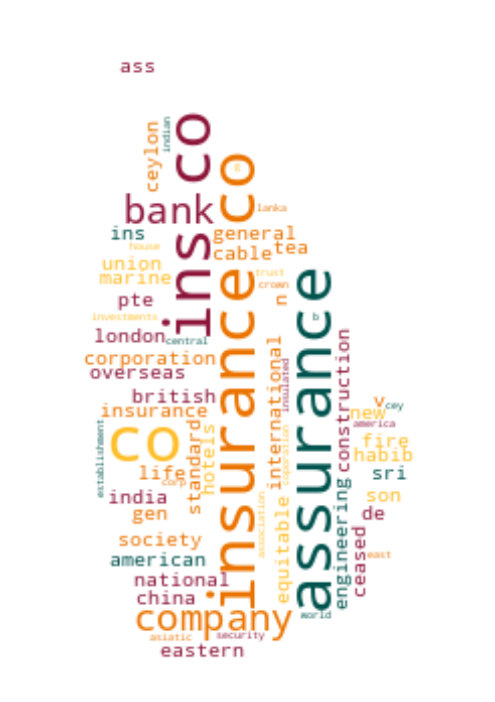 ass
ins co
insurance co
ceylon
indian
bank
lanka
ins
general
house
cable
tea
union
trust
marine
crown
pte
n
investments
b
assurance
london
central
corporation
overseas
international
insulated
construction
british
insurance
v
cey
new
america
co
establishment
standard
hotels
corporation
fire
habib
life
corp
sri
india
son
gen
association
equitable
engineering
de
society
american
ceased
east
national
china
company
world
asiatic
security
eastern